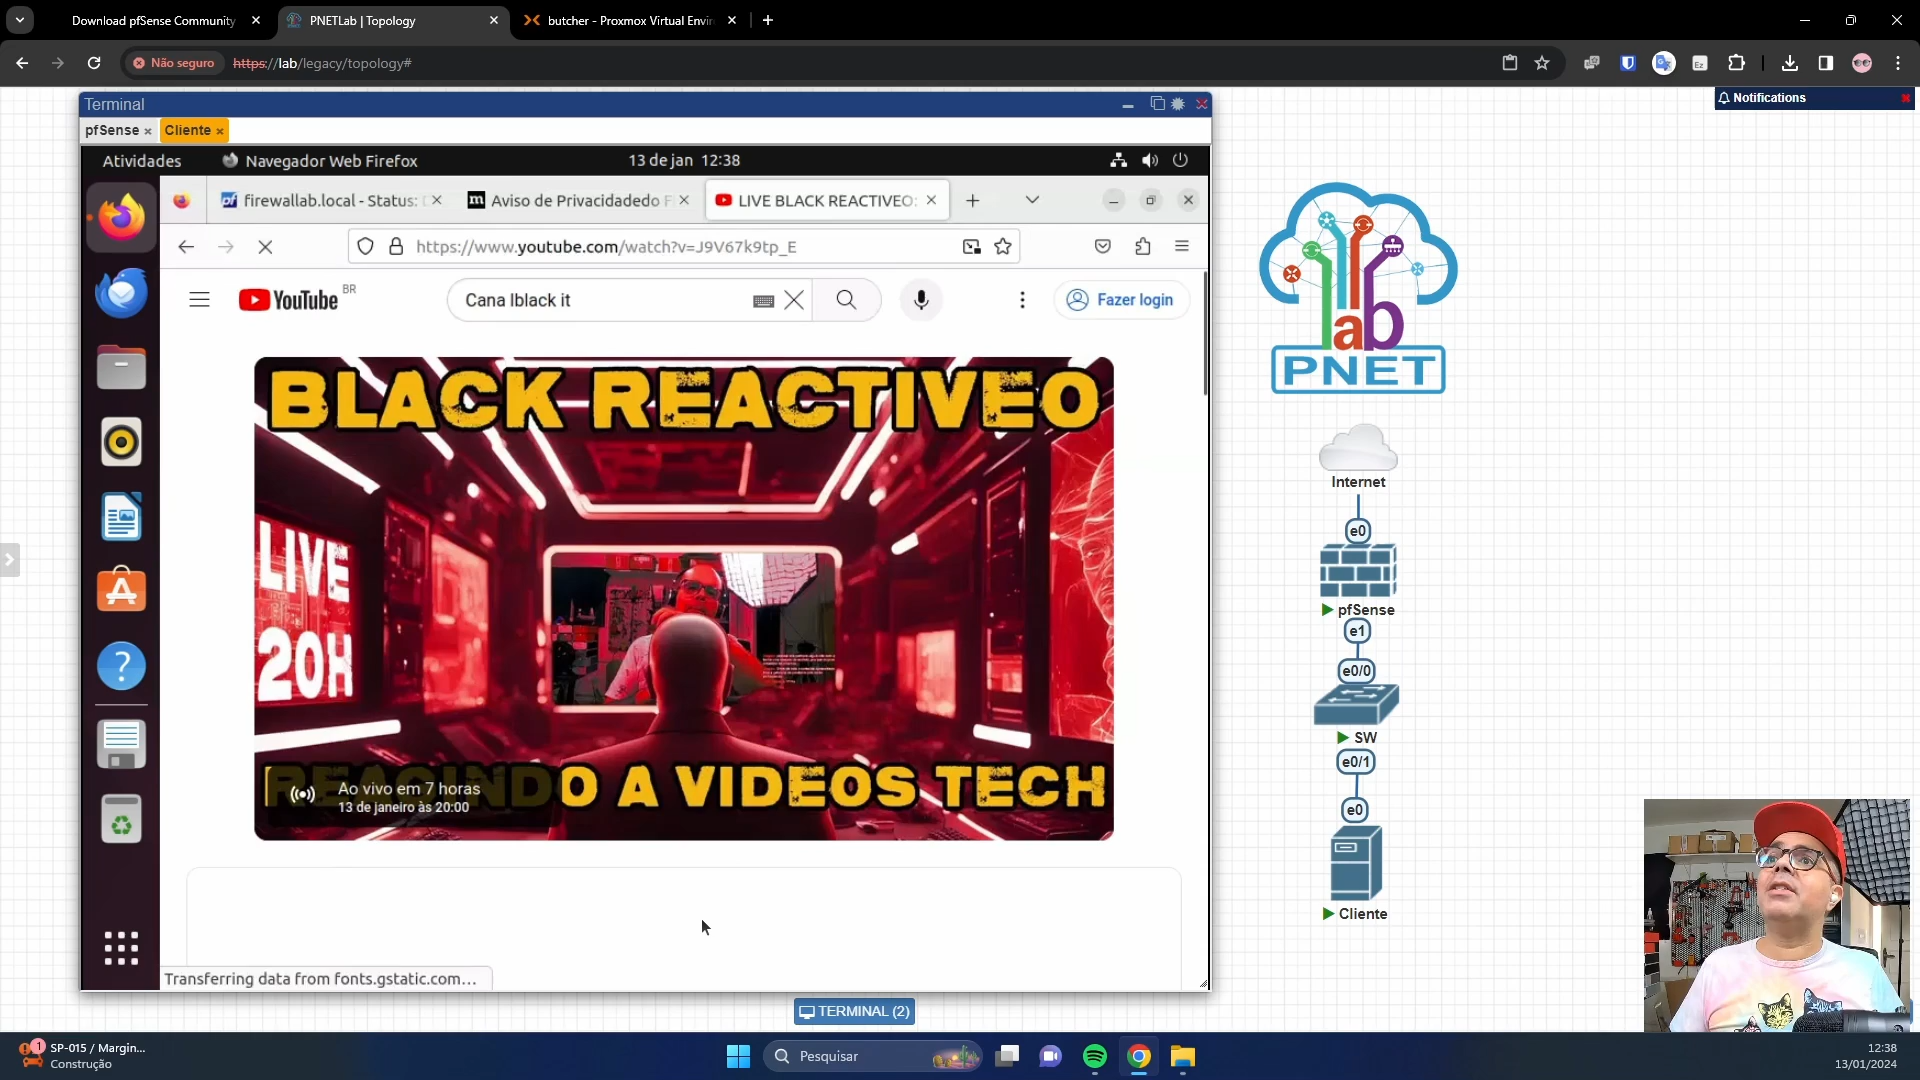 Download pfSense Community
PNETLab | Topology
butcher - Proxmox Virtual Envir
Não seguro
https://lab/legacy/topology#
Ez
Terminal
Notifications
pfSense
Cliente
Atividades
Navegador Web Firefox
13 de jan 12:38
pf
firewallab.local - Status: D
m
Aviso de Privacidadedo F
LIVE BLACK REACTIVEO:
https://www.youtube.com/watch?v=J9V67k9tp_E
YouTube
BR
Cana lblack it
Fazer login
BLACK REACTIVEO
LIVE
20H
O A VIDEOS TECH
Ao vivo em 7 horas
13 de janeiro às 20:00
Transferring data from fonts.gstatic.com…
lab
PNET
Internet
e0
pfSense
e1
e0/0
SW
e0/1
e0
Cliente
TERMINAL (2)
1
SP-015 / Margin...
Construção
Pesquisar
12:38
13/01/2024